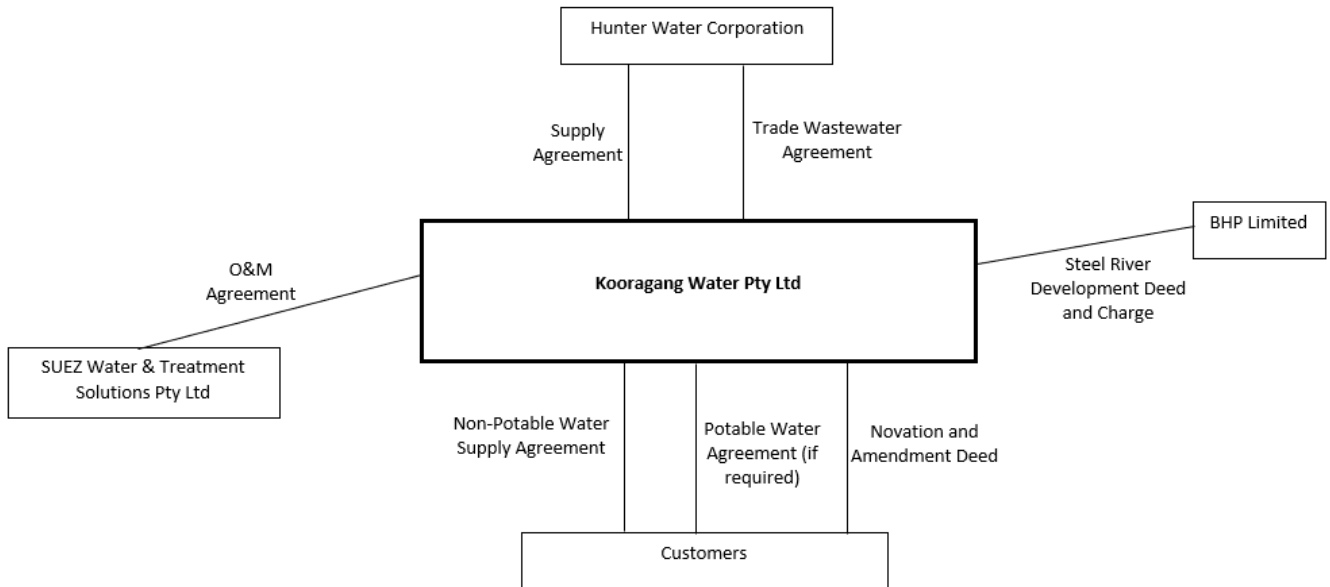 Hunter Water Corporation
Supply
Agreement
Trade Wastewater
Agreement
BHP Limited
O&M
Agreement
Kooragang Water Pty Ltd
Steel River
Development Deed
and Charge
SUEZ Water & Treatment
Solutions Pty Ltd
Non-Potable Water
Supply Agreement
Potable Water
Agreement (if
required)
Novation and
Amendment Deed
Customers